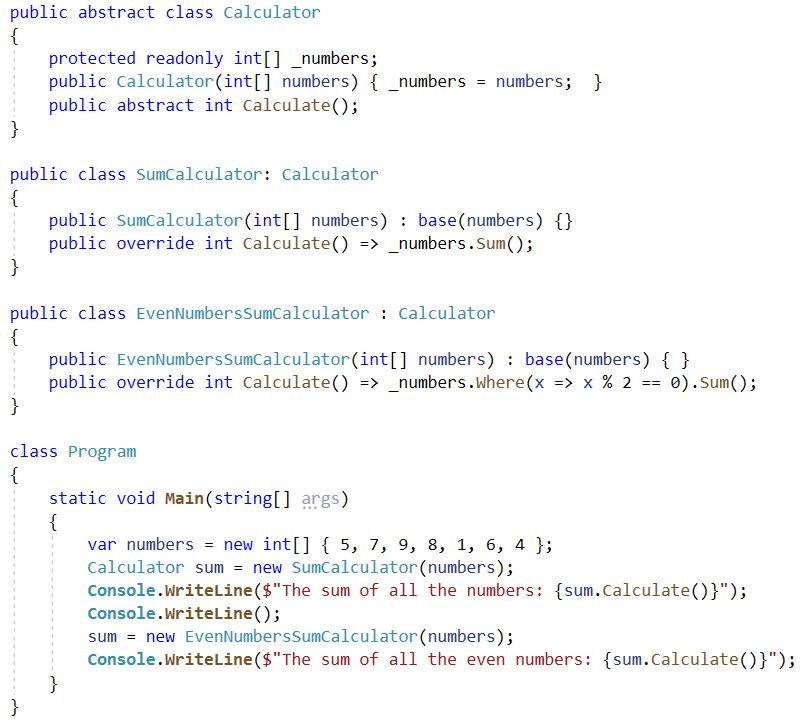 public abstract class Calculator
{
    protected readonly int[] _numbers;
    public Calculator(int[] numbers) { _numbers = numbers;  }
    public abstract int Calculate();
}

public class SumCalculator: Calculator
{
    public SumCalculator(int[] numbers) : base(numbers) {}
    public override int Calculate() => _numbers.Sum();
}

public class EvenNumbersSumCalculator : Calculator
{
    public EvenNumbersSumCalculator(int[] numbers) : base(numbers) { }
    public override int Calculate() => _numbers.Where(x => x % 2 == 0).Sum();
}

class Program
{
    static void Main(string[] args)
    {
        var numbers = new int[] { 5, 7, 9, 8, 1, 6, 4 };
        Calculator sum = new SumCalculator(numbers);
        Console.WriteLine($"The sum of all the numbers: {sum.Calculate()}");
        Console.WriteLine();
        sum = new EvenNumbersSumCalculator(numbers);
        Console.WriteLine($"The sum of all the even numbers: {sum.Calculate()}");
    }
}